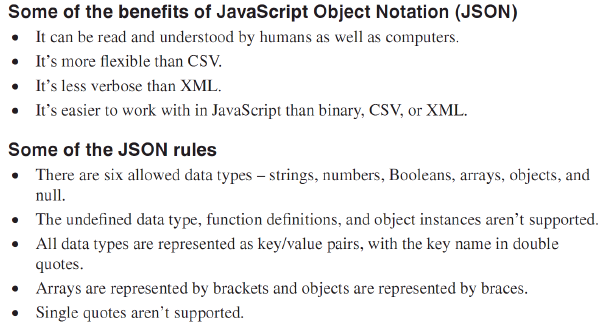 Some of the benefits of JavaScript Object Notation (JSON)
• It can be read and understood by humans as well as computers.
• It’s more flexible than CSV.
• It’s less verbose than XML.
• It’s easier to work with in JavaScript than binary, CSV, or XML.
Some of the JSON rules
• There are six allowed data types – strings, numbers, Booleans, arrays, objects, and
null.
• The undefined data type, function definitions, and object instances aren’t supported.
• All data types are represented as key/value pairs, with the key name in double
quotes.
• Arrays are represented by brackets and objects are represented by braces.
• Single quotes aren’t supported.